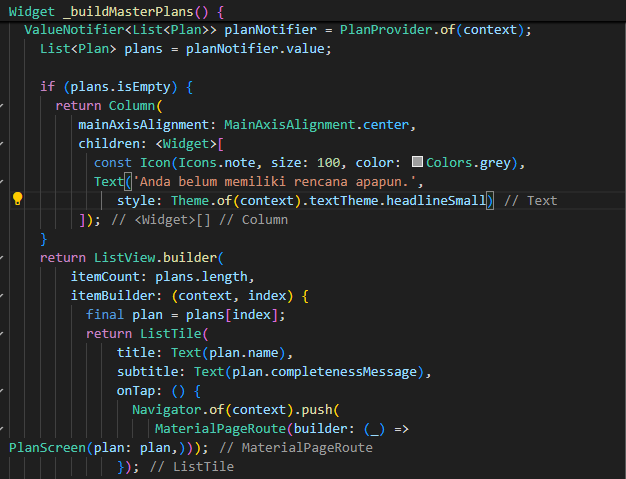 Widget _buildMasterPlans() {
  ValueNotifier<List<Plan>> planNotifier = PlanProvider.of(context);
    List<Plan> plans = planNotifier.value;

    if (plans.isEmpty) {
      return Column(
         mainAxisAlignment: MainAxisAlignment.center,
         children: <Widget>[
           const Icon(Icons.note, size: 100, color: Colors.grey),
           Text('Anda belum memiliki rencana apapun.',
              style: Theme.of(context).textTheme.headlineSmall) // Text
         ]); // <Widget>[] // Column
    }
    return ListView.builder(
        itemCount: plans.length,
        itemBuilder: (context, index) {
          final plan = plans[index];
          return ListTile(
              title: Text(plan.name),
              subtitle: Text(plan.completenessMessage),
              onTap: () {
                Navigator.of(context).push(
                   MaterialPageRoute(builder: (_) =>
PlanScreen(plan: plan,))); // MaterialPageRoute
              }); // ListTile